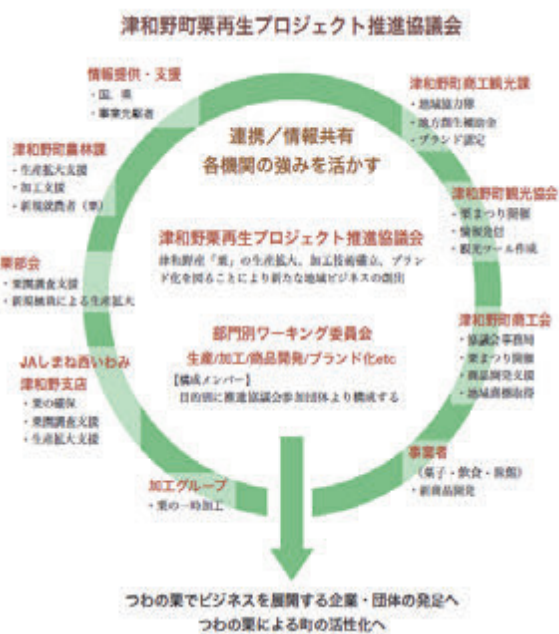 津和野町栗再生プロジェクト推進協議会
情報提供・支援
・国、県
・事業先駆者
津和野町商工観光課
・地域協力隊
・地方創生補助金
・ブランド認定
連携／情報共有
各機関の強みを活かす
津和野町農林課
・生産拡大支援
・加工支援
・新規就農者（栗）
津和野町観光協会
・栗まつり開催
・情報発信
・観光ツール作成
津和野栗再生プロジェクト推進協議会
津和野産「栗」の生産拡大、加工技術確立、ブラン
ド化を図ることにより新たな地域ビジネスの創出
栗部会
・栗園調査支援
・新規植栽による生産拡大
津和野町商工会
・協議会事務局
・栗まつり開催
・商品開発支援
・地域商標取得
部門別ワーキング委員会
生産/加工/商品開発/ブランド化etc
【構成メンバー】
目的別に推進協議会参加団体より構成する
JAしまね西いわみ
津和野支店
・栗の確保
・栗園調査支援
・生産拡大支援
事業者
（菓子・飲食・旅館）
・新商品開発
加工グループ
・栗の一時加工
つわの栗でビジネスを展開する企業・団体の発足へ
つわの栗による町の活性化へ